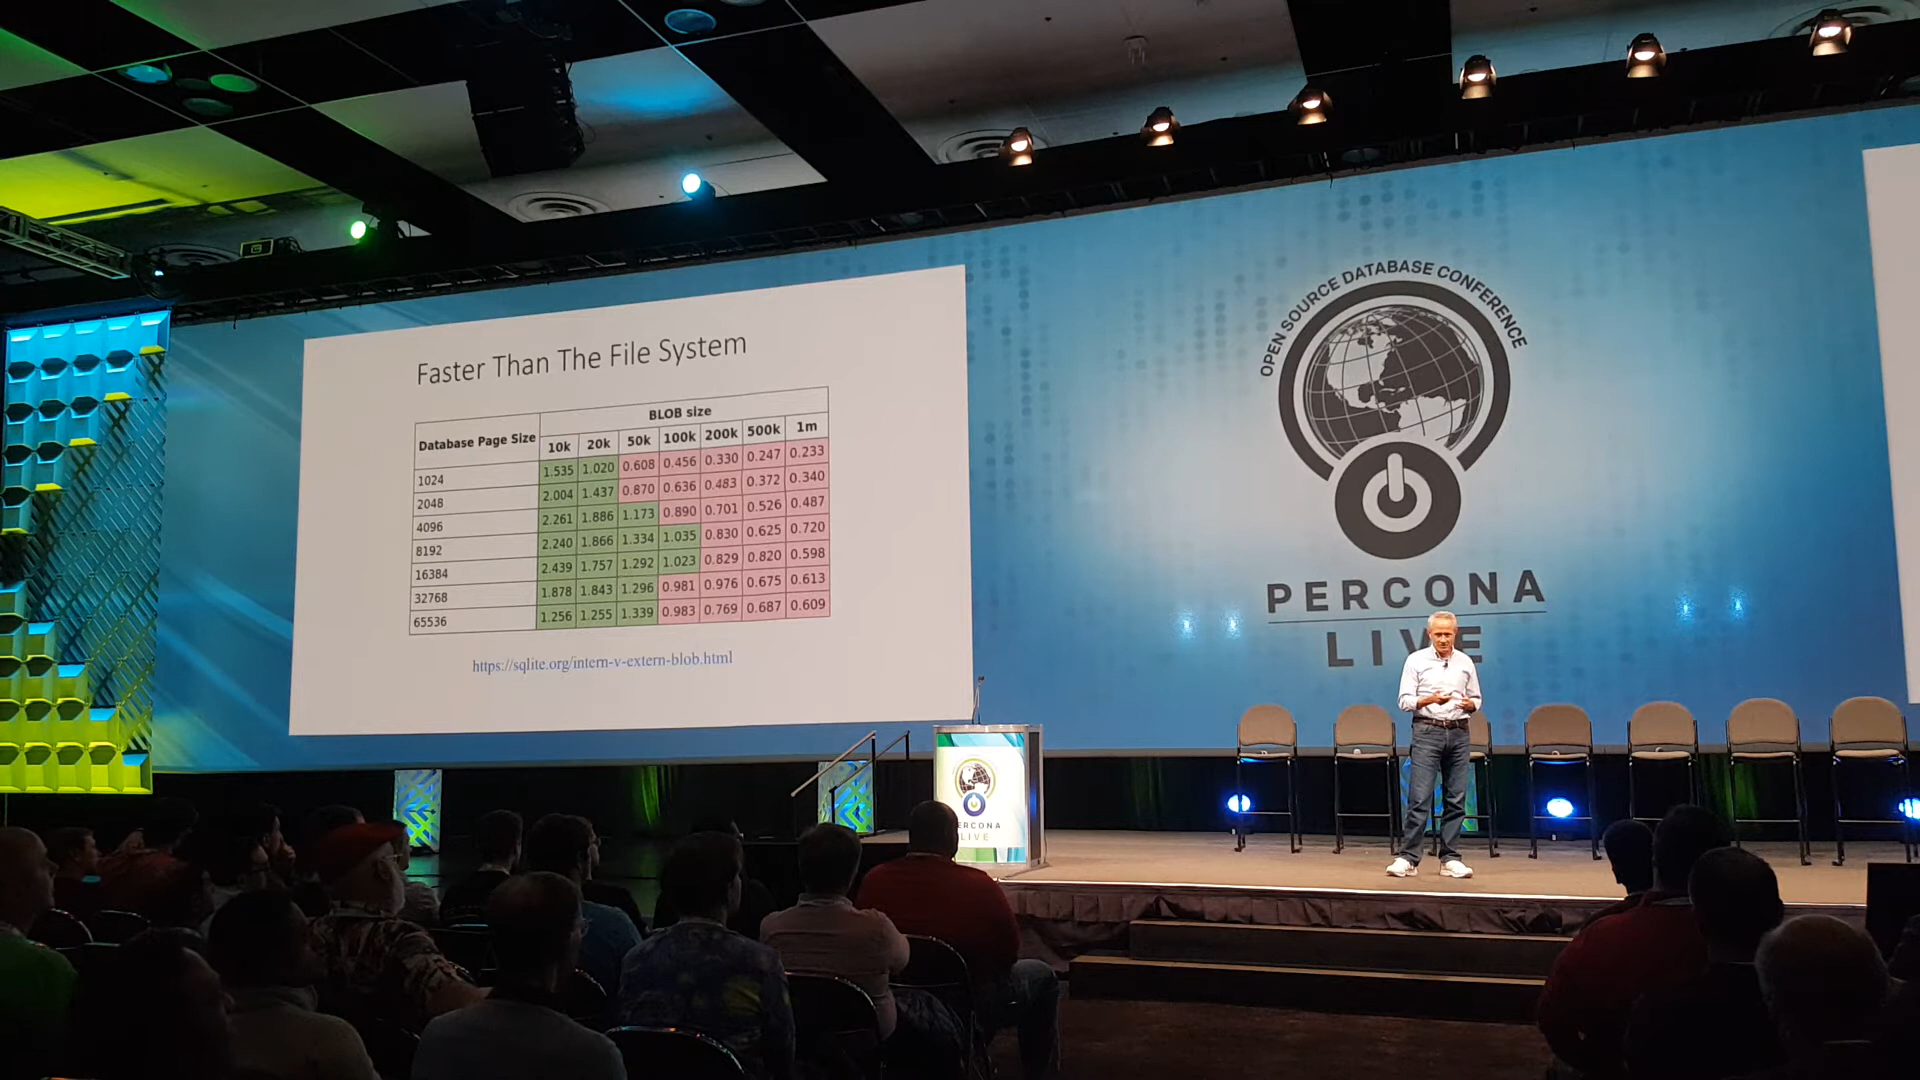 Faster Than The File System
BLOB size
Database Page Size 10k 20k 50k 100k 200k 500k 1m
1024 1.535 1.020 0.608 0.456 0.330 0.247 0.233
2048 2.004 1.437 0.870 0.636 0.483 0.372 0.340
4096 2.261 1.886 1.173 0.890 0.701 0.526 0.487
8192 2.240 1.866 1.334 1.035 0.830 0.625 0.720
16384 2.439 1.757 1.292 1.023 0.829 0.820 0.598
32768 1.878 1.843 1.296 0.981 0.976 0.675 0.613
65536 1.256 1.255 1.339 0.983 0.769 0.687 0.609
https://sqlite.org/intern-v-extern-blob.html
OPEN SOURCE DATABASE CONFERENCE
PERCONA
LIVE
ERCONA
LIVE